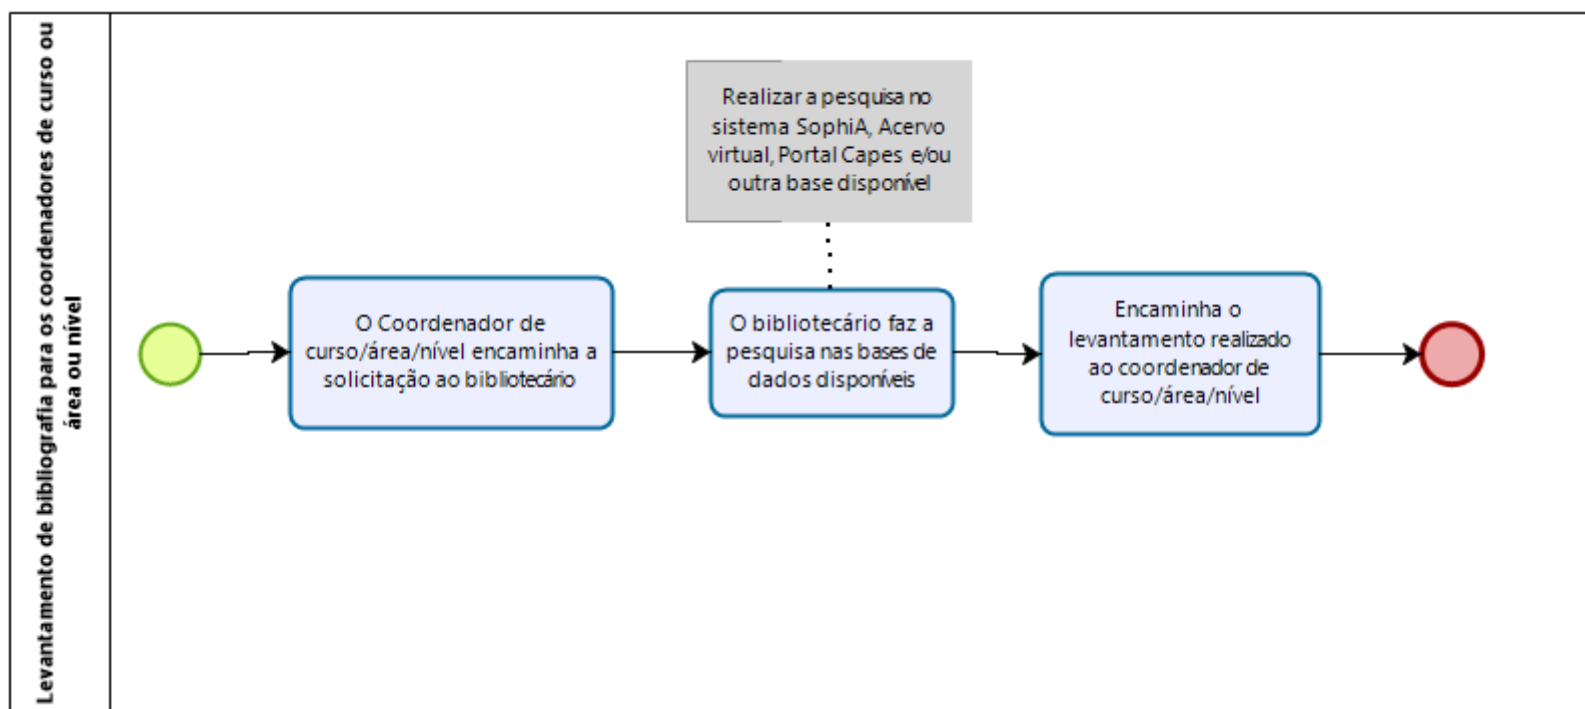 Levantamento de bibliografia para os coordenadores de curso ou
área ou nível
Realizar a pesquisa no
sistema SophiA, Acervo
virtual, Portal Capes e/ou
outra base disponível
O Coordenador de
curso/área/nível encaminha a
solicitação ao bibliotecário
O bibliotecário faz a
pesquisa nas bases de
dados disponíveis
Encaminha o
levantamento realizado
ao coordenador de
curso/área/nível